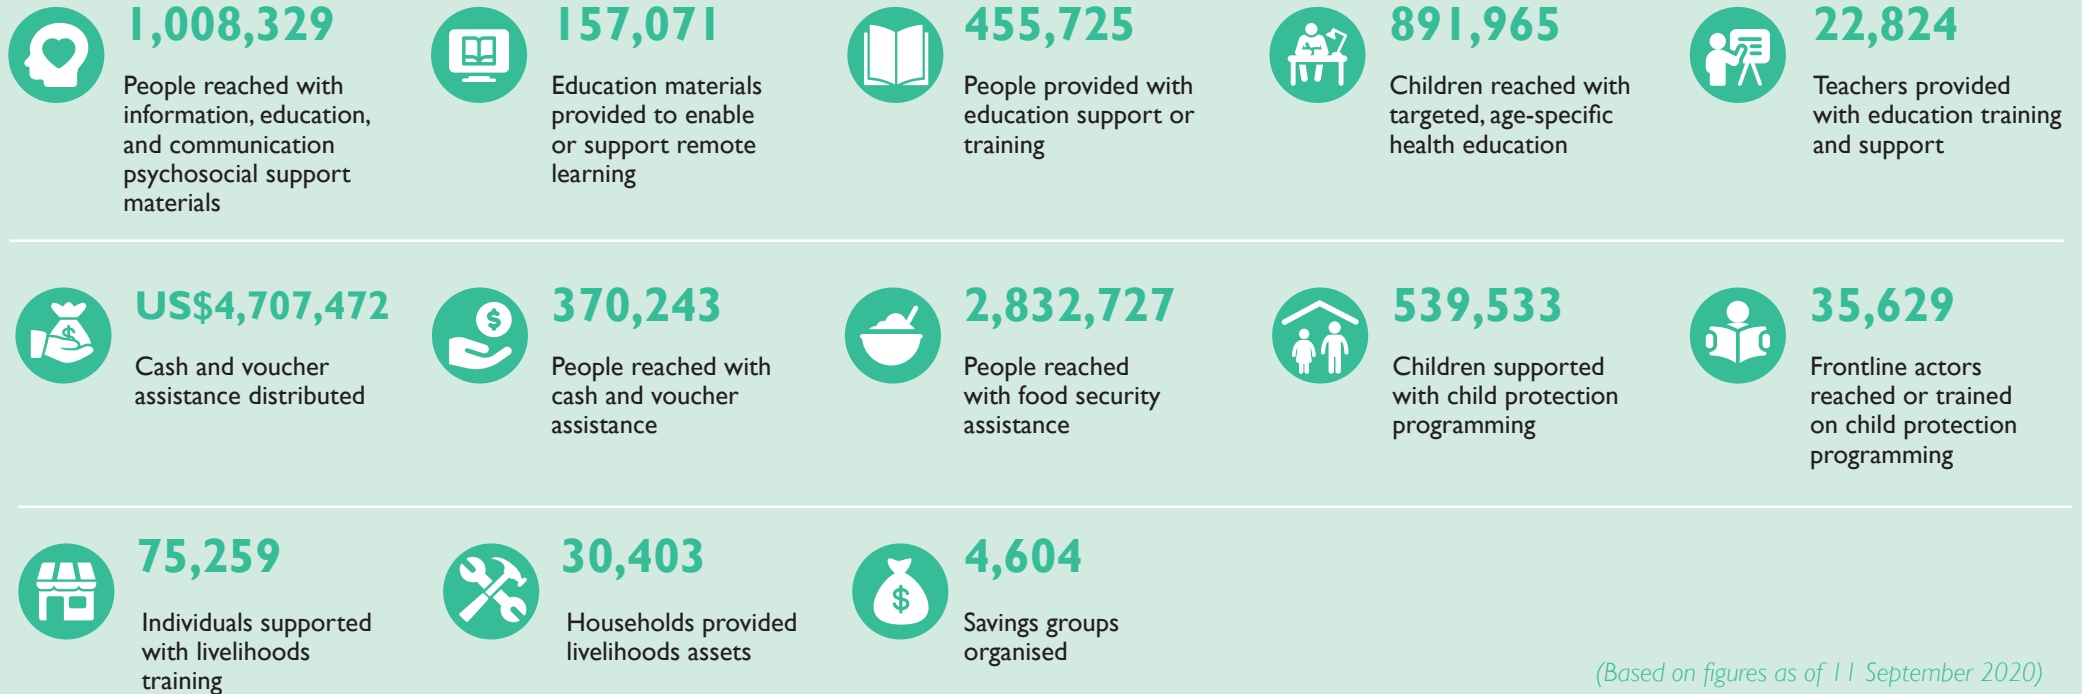 1,008,329
People reached with
information, education,
and communication
psychosocial support
materials
157,071
Education materials
provided to enable
or support remote
learning
455,725
People provided with
education support or
training
891,965
Children reached with
targeted, age-specific
health education
22,824
Teachers provided
with education training
and support
US$4,707,472
Cash and voucher
assistance distributed
370,243
People reached with
cash and voucher
assistance
2,832,727
People reached
with food security
assistance
539,533
Children supported
with child protection
programming
35,629
Frontline actors
reached or trained
on child protection
programming
75,259
Individuals supported
with livelihoods
training
30,403
Households provided
livelihoods assets
4,604
Savings groups
organised
(Based on figures as of 11 September 2020)